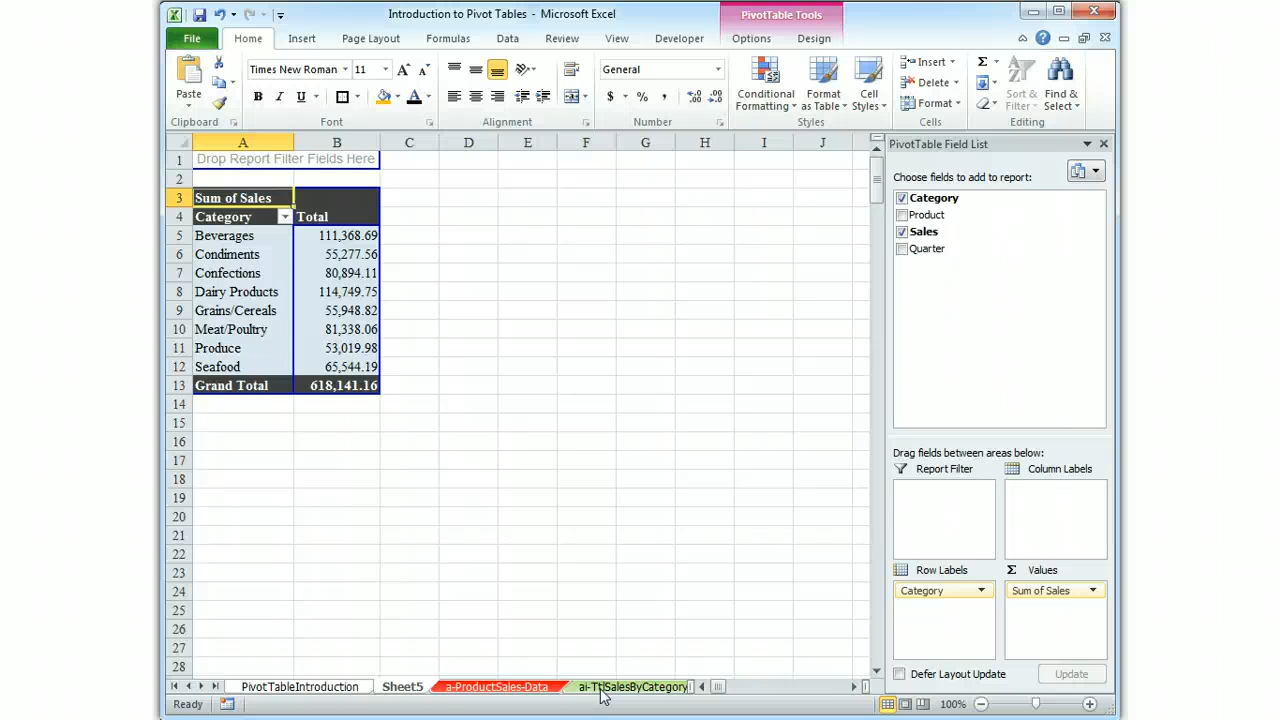 Introduction to Pivot Tables - Microsoft Excel
PivotTable Tools
File Home Insert Page Layout Formulas Data Review View Developer Options Design
Times New Roman 11
General
Paste
B I U A
$ % ,
Conditional Formatting
Format as Table
Cell Styles
Insert
Delete
Format
Σ
Sort & Filter
Find & Select
Clipboard Font Alignment Number Styles Cells Editing
A B C D E F G H I J
1 Drop Report Filter Fields Here
2
3 Sum of Sales
4 Category Total
5 Beverages 111,368.69
6 Condiments 55,277.56
7 Confections 80,894.11
8 Dairy Products 114,749.75
9 Grains/Cereals 55,948.82
10 Meat/Poultry 81,338.06
11 Produce 53,019.98
12 Seafood 65,544.19
13 Grand Total 618,141.16
14
15
16
17
18
19
20
21
22
23
24
25
26
27
28
PivotTable Field List
Choose fields to add to report:
Category
Product
Sales
Quarter
Drag fields between areas below:
Report Filter Column Labels
Row Labels Σ Values
Category Sum of Sales
Defer Layout Update Update
PivotTableIntroduction Sheet5 a-ProductSales-Data ai-TtlSalesByCategory
Ready 100%